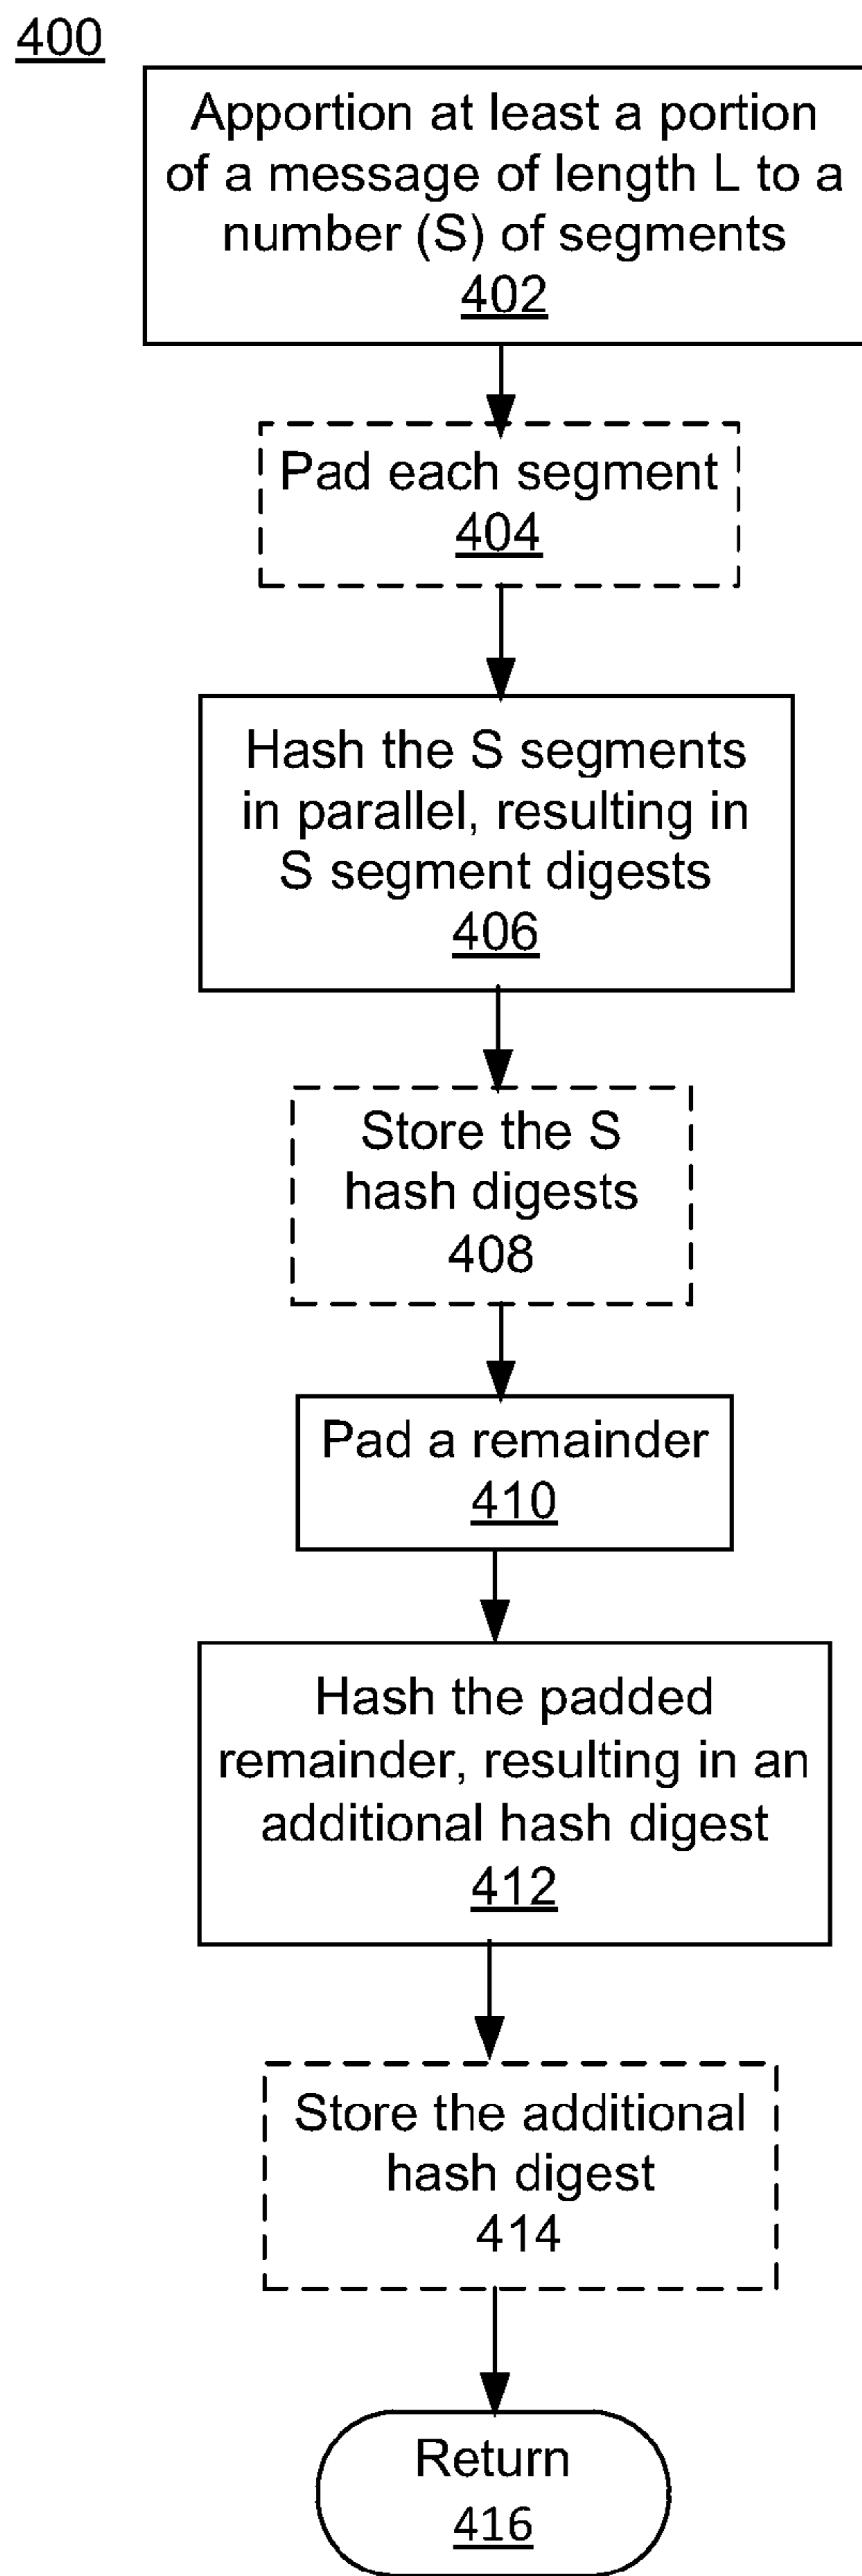 400
Apportion at least a portion
of a message of length L to a
number (S) of segments
402
Pad each segment
404
Hash the S segments
in parallel, resulting in
S segment digests
406
Store the S
hash digests
408
Pad a remainder
410
Hash the padded
remainder, resulting in an
additional hash digest
412
Store the additional
hash digest
414
Return
416